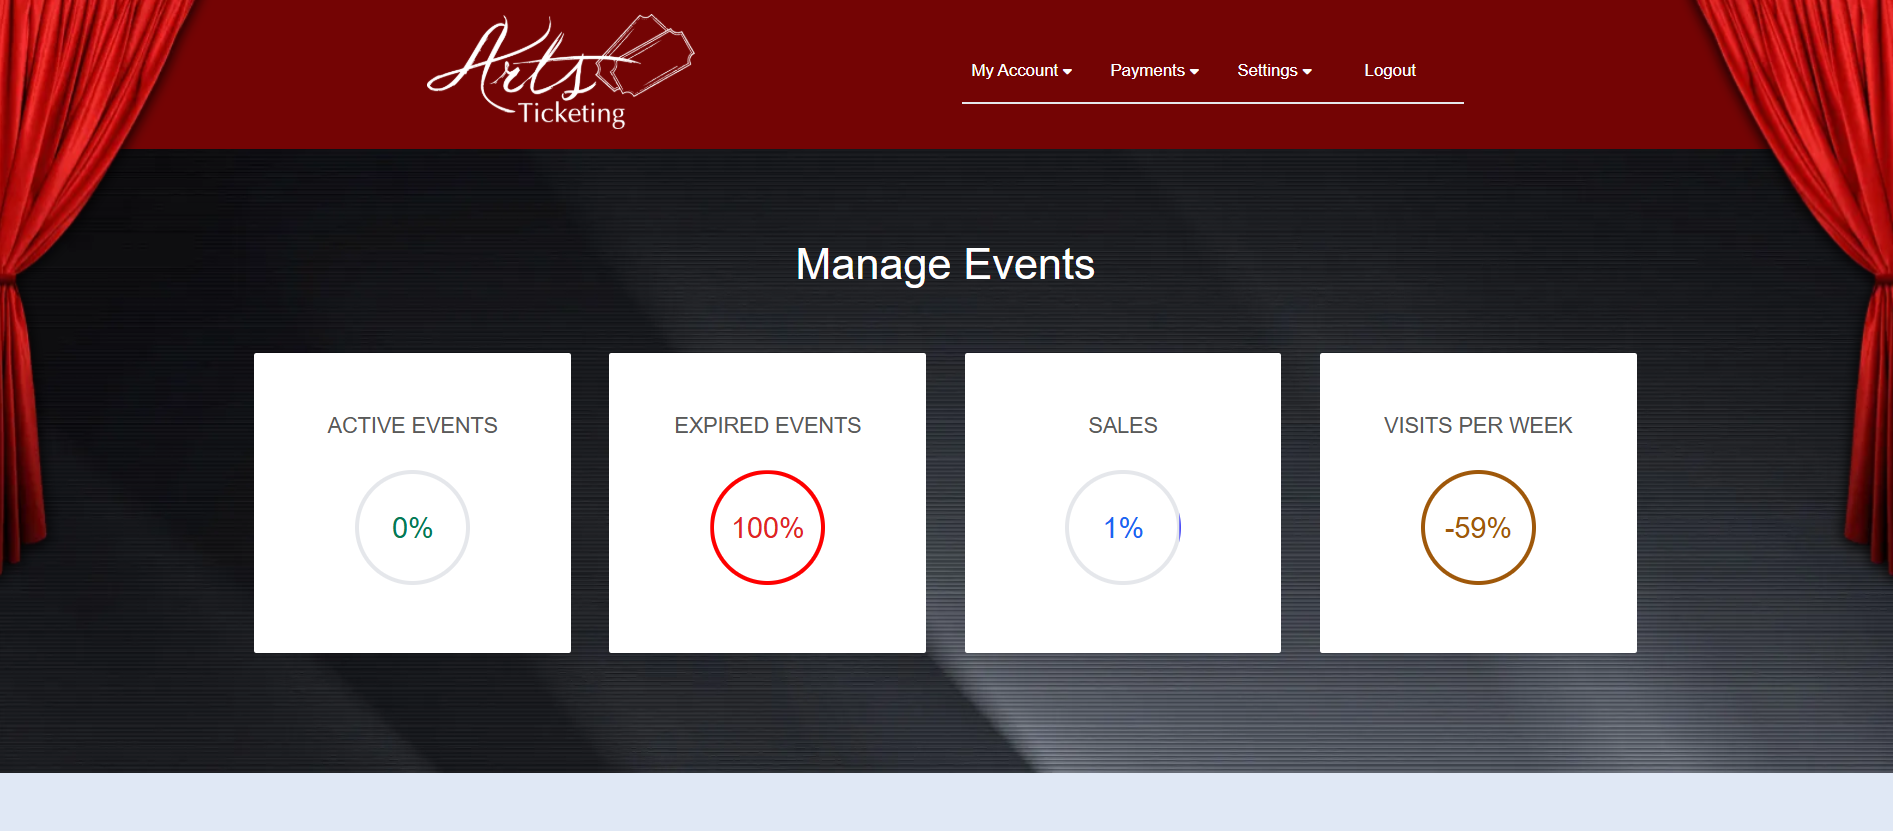 Arts
Ticketing
My Account
Payments
Settings
Logout
Manage Events
ACTIVE EVENTS
0%
EXPIRED EVENTS
100%
SALES
1%
VISITS PER WEEK
-59%